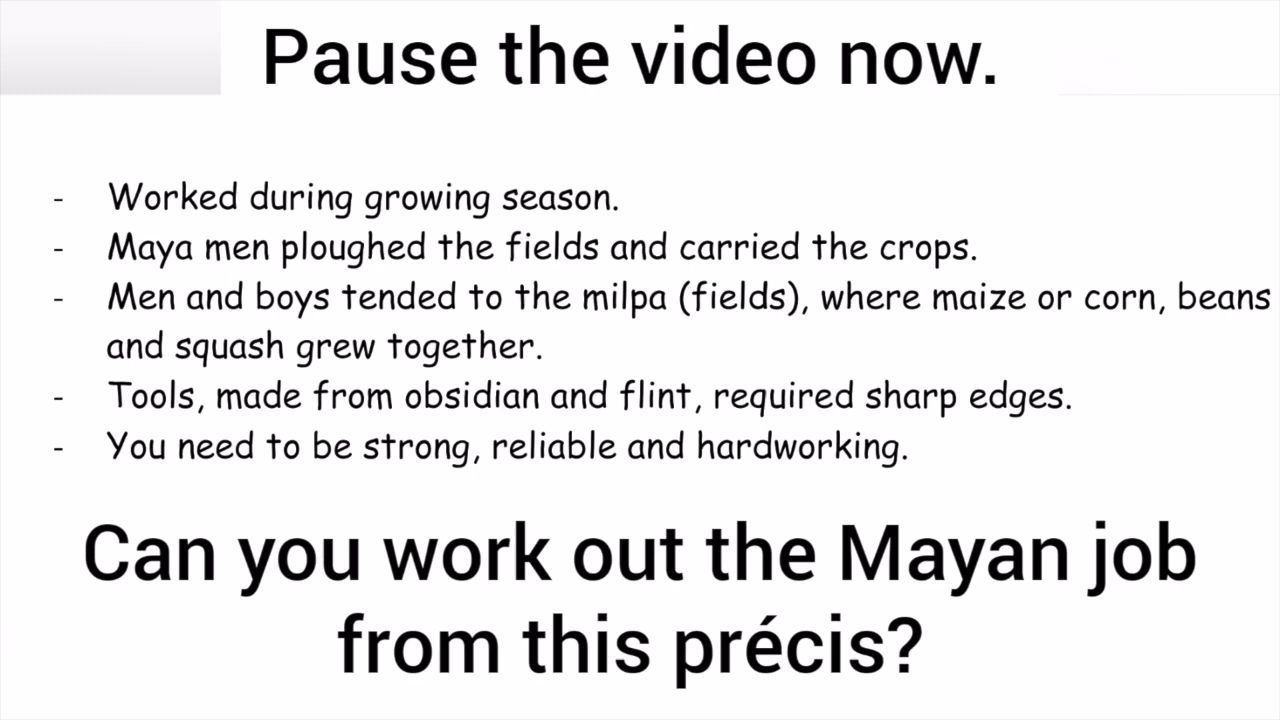 Pause the video now.
- Worked during growing season.
- Maya men ploughed the fields and carried the crops.
- Men and boys tended to the milpa (fields), where maize or corn, beans
and squash grew together.
- Tools, made from obsidian and flint, required sharp edges.
- You need to be strong, reliable and hardworking.
Can you work out the Mayan job
from this précis?